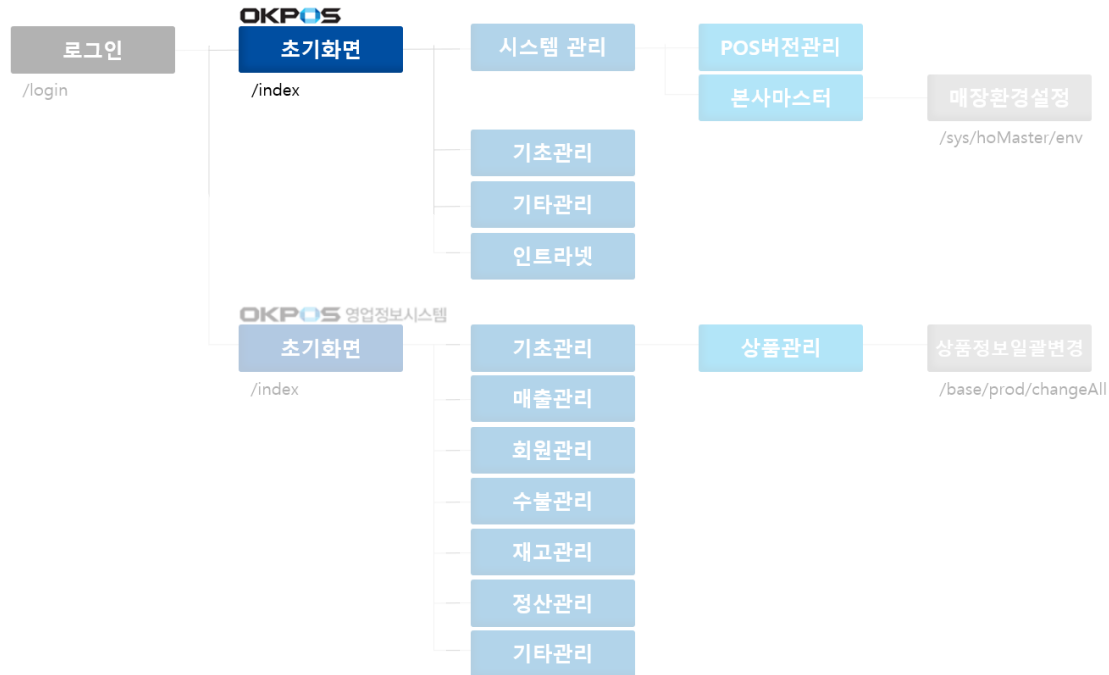 OKPOS
로그인
초기화면
시스템 관리
POS버전관리
/login
/index
본사마스터
매장환경설정
/sys/hoMaster/env
기초관리
기타관리
인트라넷
OKPOS 영업정보시스템
초기화면
기초관리
상품관리
상품정보일괄변경
/index
/base/prod/changeAll
매출관리
회원관리
수불관리
재고관리
정산관리
기타관리